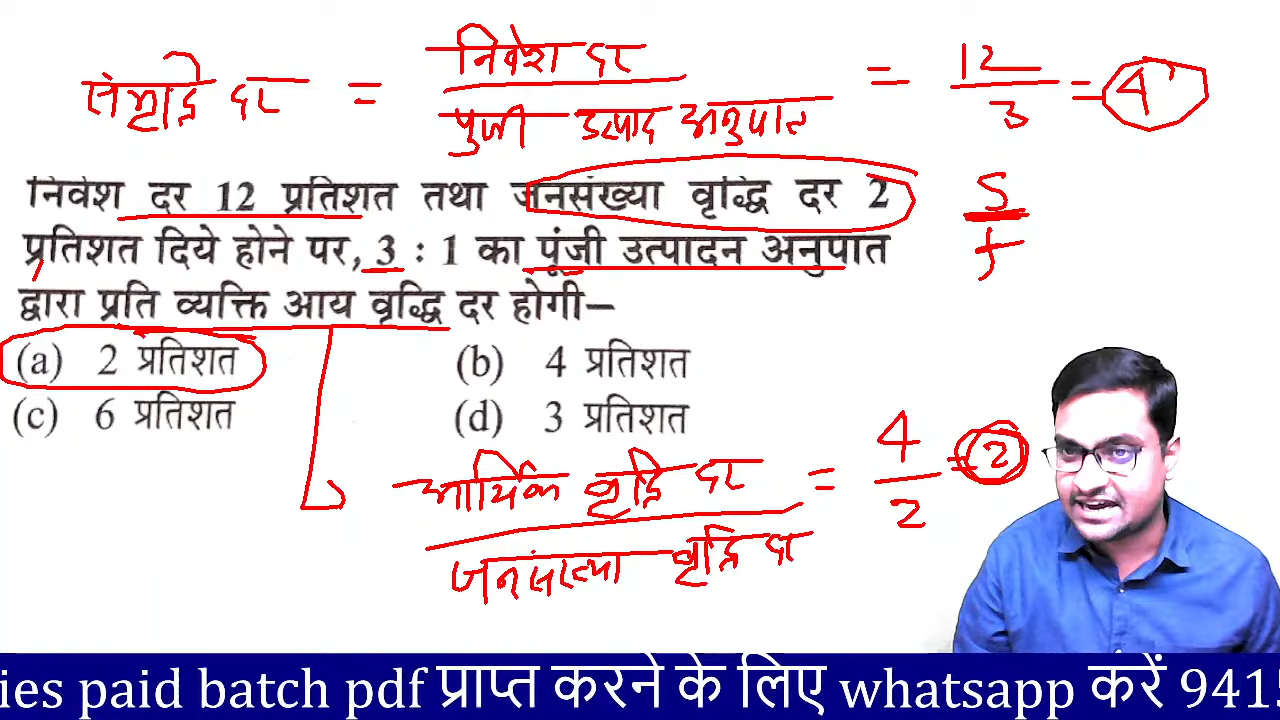 संमृद्धि दर = निवेश दर / पुंजी उत्पाद अनुपात = 12 / 3 = 4
निवेश दर 12 प्रतिशत तथा जनसंख्या वृद्धि दर 2
प्रतिशत दिये होने पर, 3 : 1 का पूंजी उत्पादन अनुपात
द्वारा प्रति व्यक्ति आय वृद्धि दर होगी–
(a) 2 प्रतिशत (b) 4 प्रतिशत
(c) 6 प्रतिशत (d) 3 प्रतिशत
आर्थिक वृद्धि दर / जनसंख्या वृद्धि दर = 4 / 2 = 2
ies paid batch pdf प्राप्त करने के लिए whatsapp करें 941